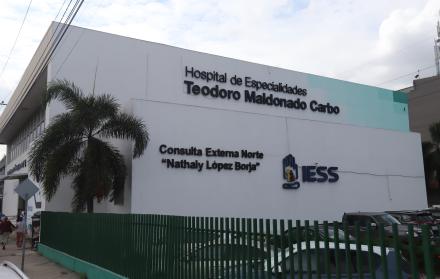 Hospital de Especialidades
Teodoro Maldonado Carbo
Consulta Externa Norte
"Nathaly López Borja"
IESS